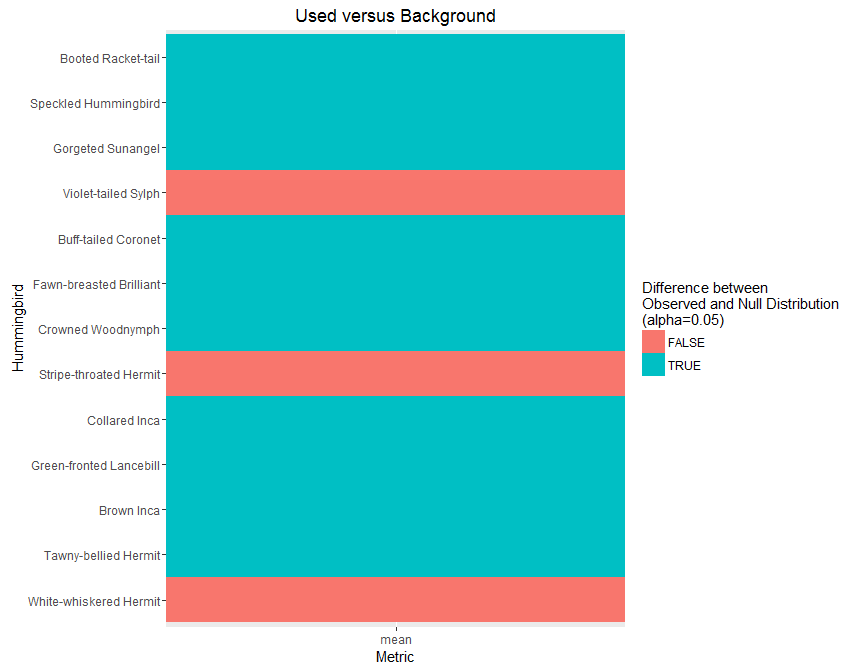 Used versus Background
Booted Racket-tail
Speckled Hummingbird
Gorgeted Sunangel
Violet-tailed Sylph
Buff-tailed Coronet
Fawn-breasted Brilliant
Crowned Woodnymph
Stripe-throated Hermit
Collared Inca
Green-fronted Lancebill
Brown Inca
Tawny-bellied Hermit
White-whiskered Hermit
Hummingbird
mean
Metric
Difference between
Observed and Null Distribution
(alpha=0.05)
FALSE
TRUE